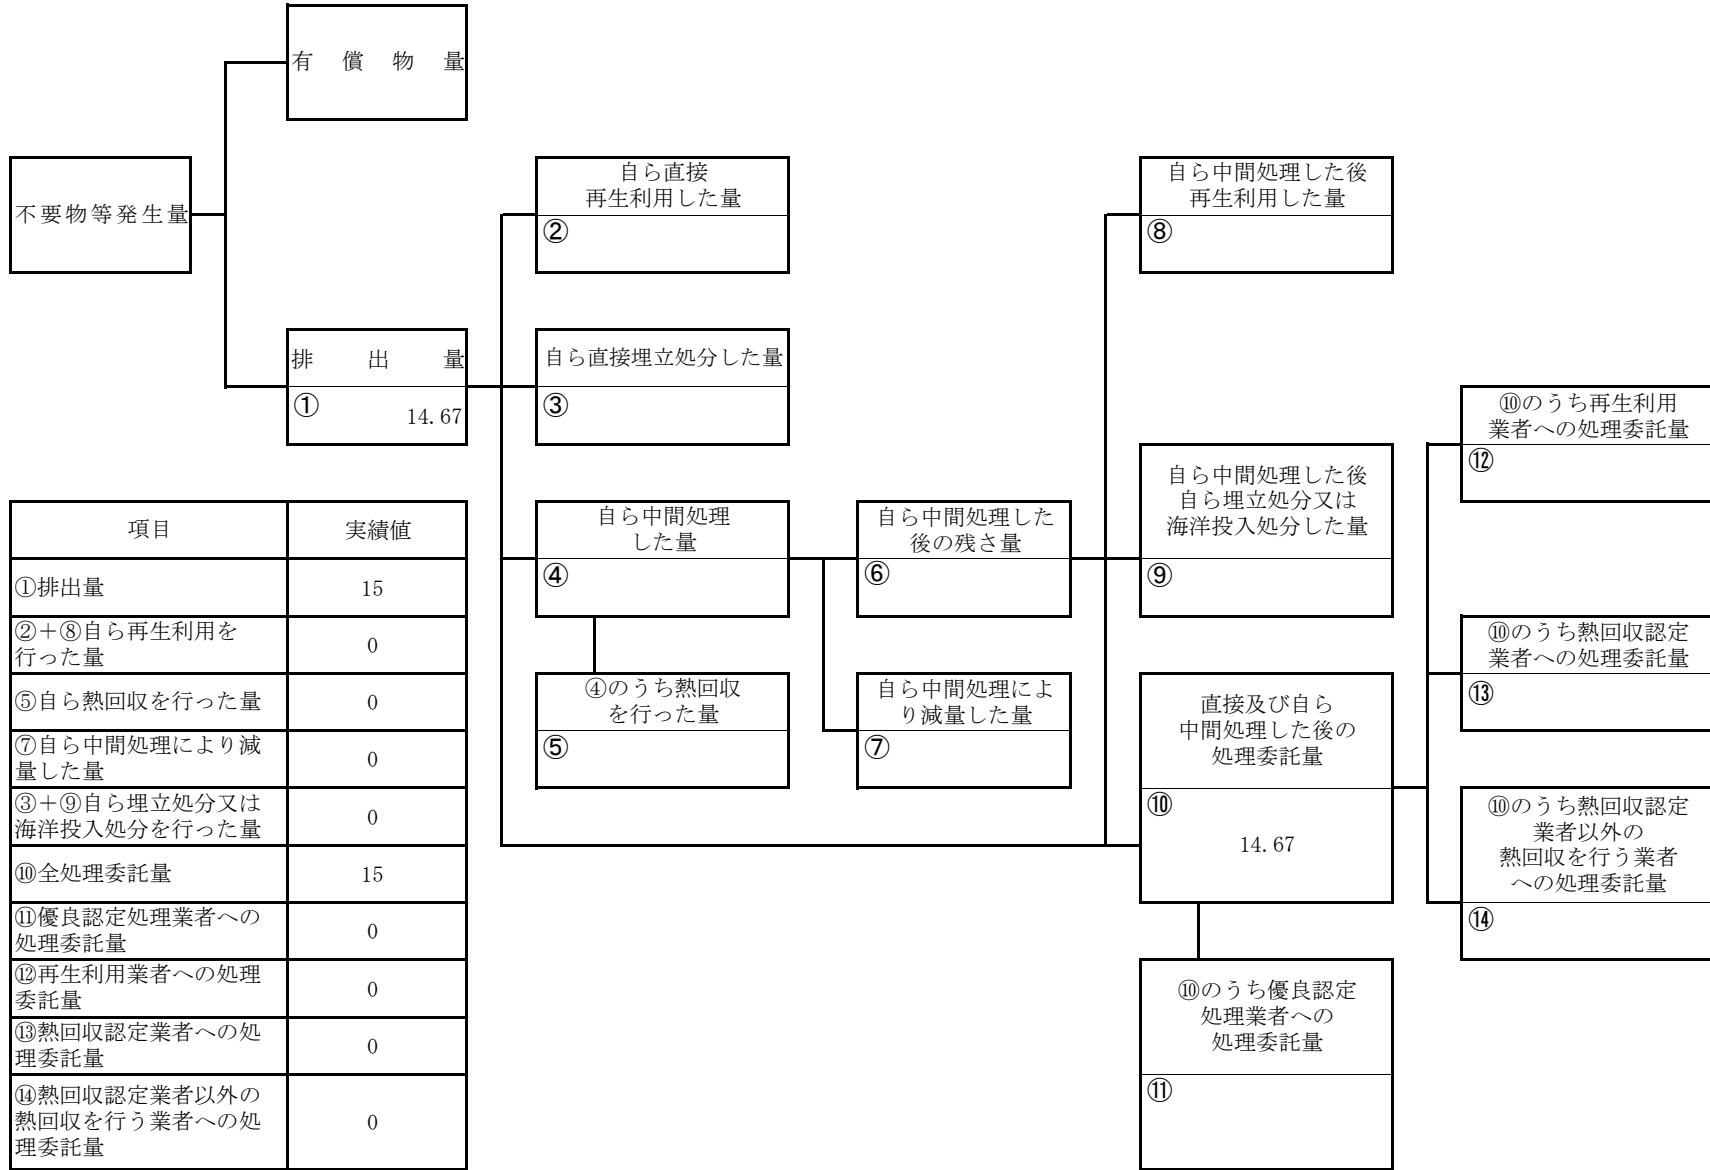 有償物量
不要物等発生量
排出量
①
14.67
自ら直接
再生利用した量
②
自ら直接埋立処分した量
③
自ら中間処理
した量
④
④のうち熱回収
を行った量
⑤
自ら中間処理した
後の残さ量
⑥
自ら中間処理によ
り減量した量
⑦
自ら中間処理した後
再生利用した量
⑧
自ら中間処理した後
自ら埋立処分又は
海洋投入処分した量
⑨
直接及び自ら
中間処理した後の
処理委託量
⑩
14.67
⑩のうち優良認定
処理業者への
処理委託量
⑪
⑩のうち再生利用
業者への処理委託量
⑫
⑩のうち熱回収認定
業者への処理委託量
⑬
⑩のうち熱回収認定
業者以外の
熱回収を行う業者
への処理委託量
⑭
項目 実績値
①排出量 15
②＋⑧自ら再生利用を
行った量 0
⑤自ら熱回収を行った量 0
⑦自ら中間処理により減
量した量 0
③＋⑨自ら埋立処分又は
海洋投入処分を行った量 0
⑩全処理委託量 15
⑪優良認定処理業者への
処理委託量 0
⑫再生利用業者への処理
委託量 0
⑬熱回収認定業者への処
理委託量 0
⑭熱回収認定業者以外の
熱回収を行う業者への処
理委託量 0